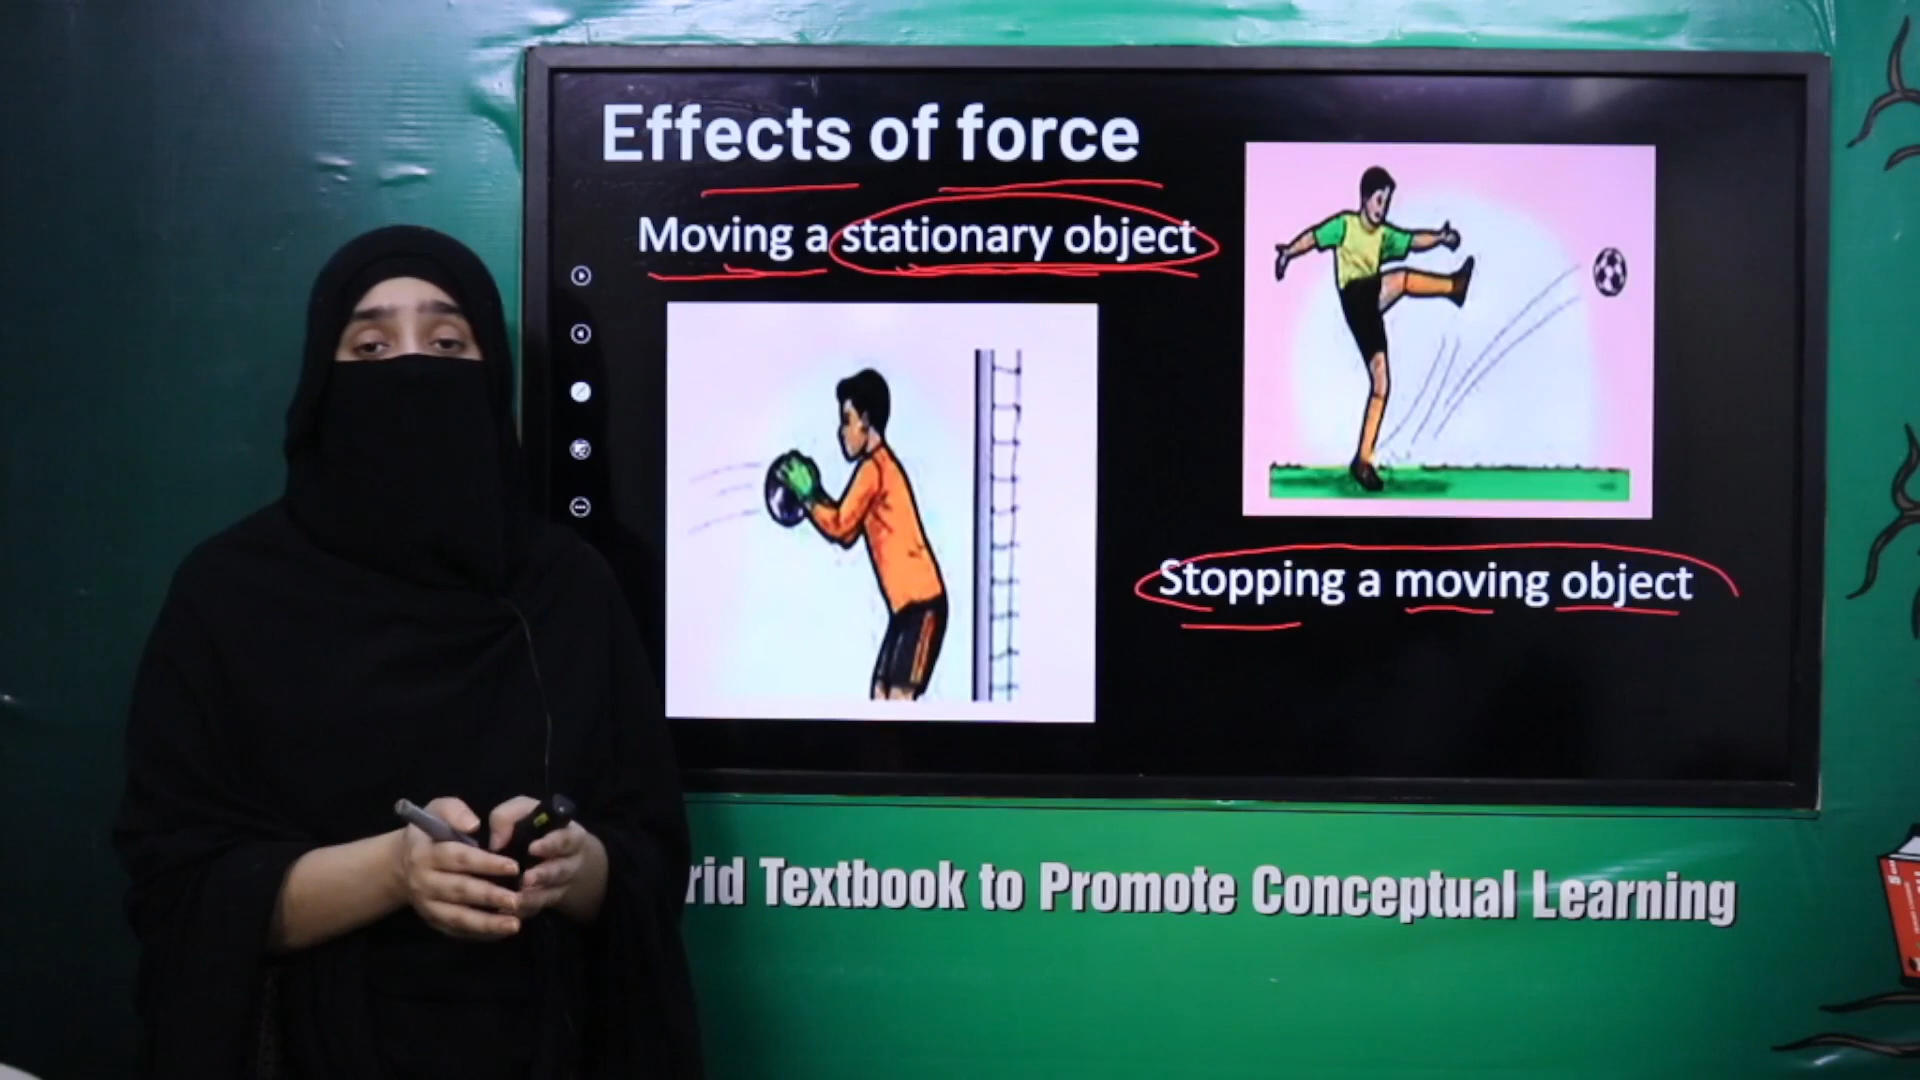 Effects of force
Moving a stationary object
Stopping a moving object
rid Textbook to Promote Conceptual Learning